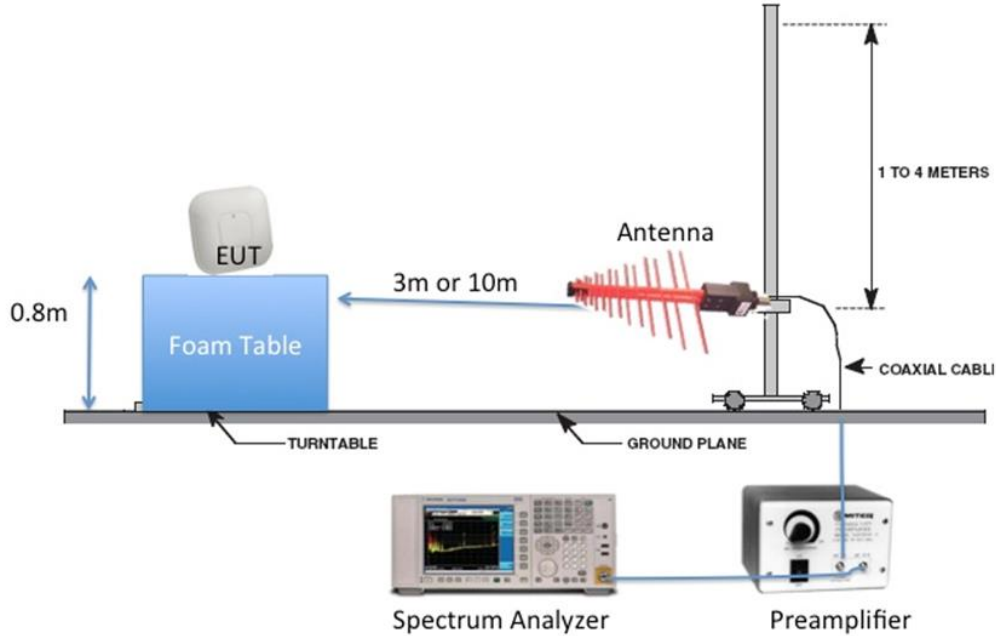 1 TO 4 METERS
Antenna
EUT
3m or 10m
0.8m
Foam Table
COAXIAL CABLI
TURNTABLE
GROUND PLANE
MITEQ
Spectrum Analyzer
Preamplifier